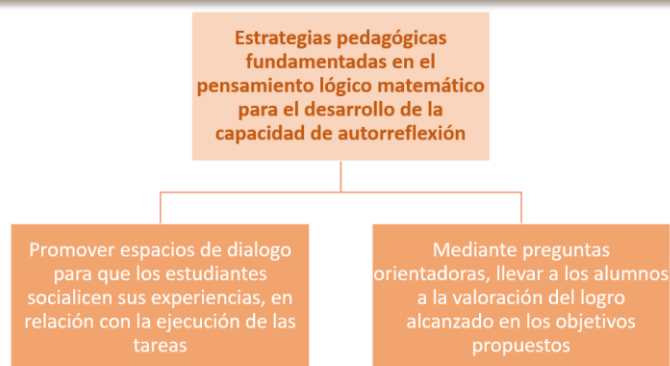 Estrategias pedagógicas
fundamentadas en el
pensamiento lógico matemático
para el desarrollo de la
capacidad de autorreflexión
Promover espacios de dialogo
para que los estudiantes
socialicen sus experiencias, en
relación con la ejecución de las
tareas
Mediante preguntas
orientadoras, llevar a los alumnos
a la valoración del logro
alcanzado en los objetivos
propuestos